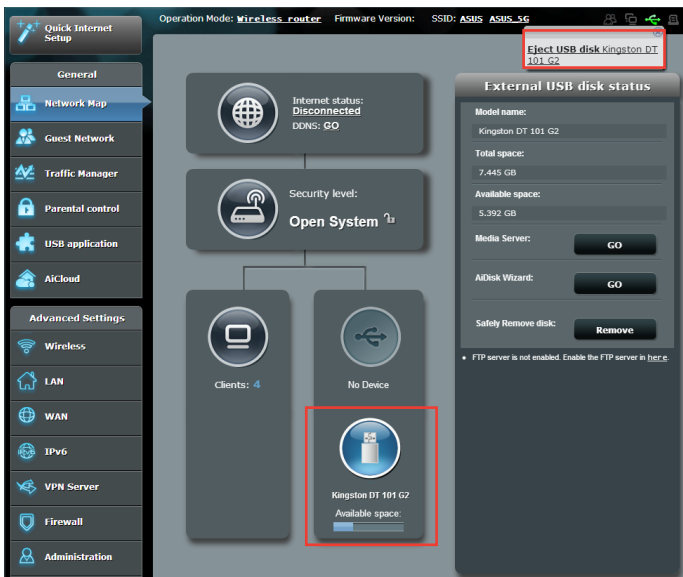 Quick Internet
Setup
Operation Mode: Wireless router Firmware Version: SSID: ASUS ASUS_5G
Eject USB disk Kingston DT
101 G2
General
Network Map
Guest Network
Traffic Manager
Parental control
USB application
AiCloud
Advanced Settings
Wireless
LAN
WAN
IPv6
IPv6
VPN Server
Firewall
Administration
Internet status:
Disconnected
DDNS: GO
Security level:
Open System
Clients: 4
No Device
Kingston DT 101 G2
Available space:
External USB disk status
Model name:
Kingston DT 101 G2
Total space:
7.445 GB
Available space:
5.392 GB
Media Server: GO
AiDisk Wizard: GO
Safely Remove disk: Remove
• FTP server is not enabled. Enable the FTP server in here.